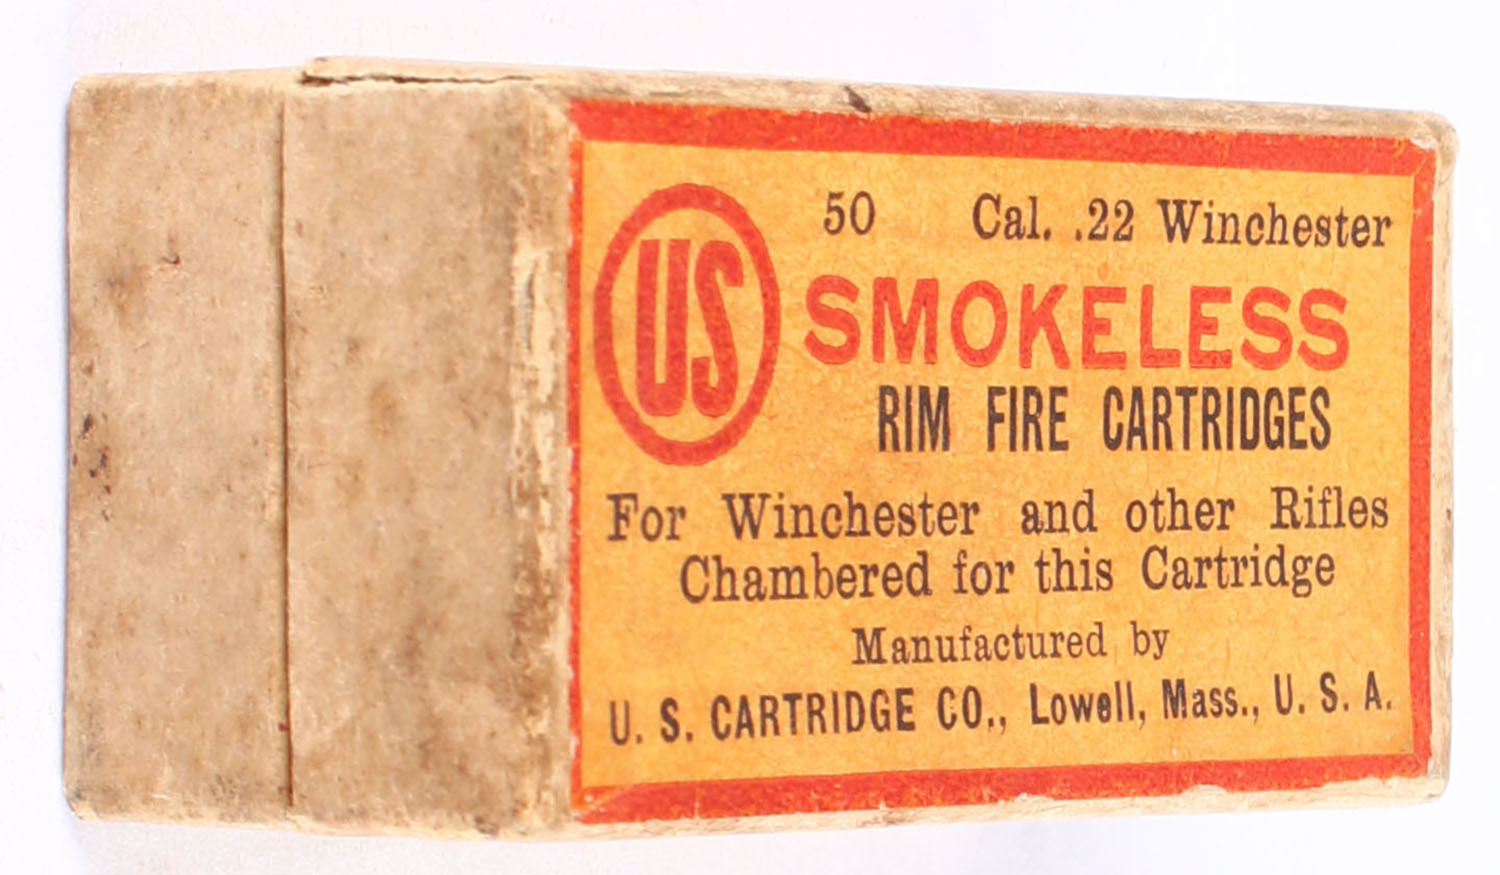 US
50 Cal. .22 Winchester
SMOKELESS
RIM FIRE CARTRIDGES
For Winchester and other Rifles
Chambered for this Cartridge
Manufactured by
U. S. CARTRIDGE CO., Lowell, Mass., U. S. A.